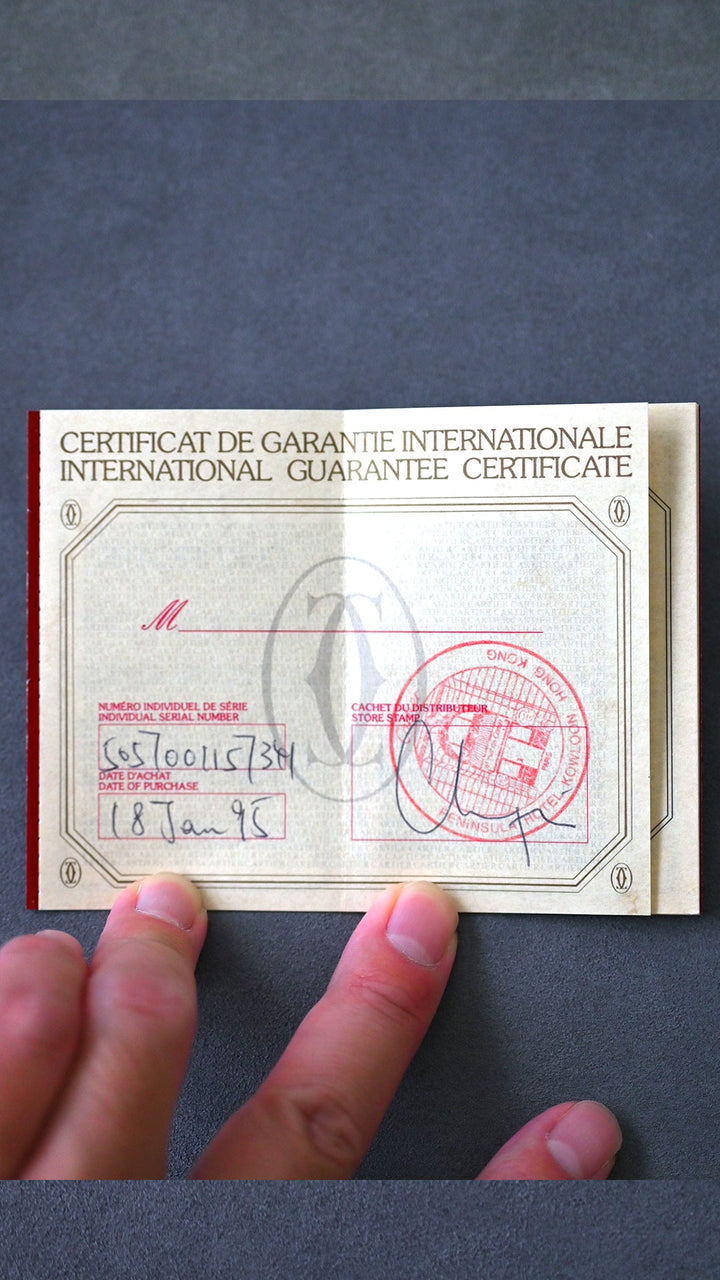 CERTIFICAT DE GARANTIE INTERNATIONALE
INTERNATIONAL GUARANTEE CERTIFICATE
M
NUMÉRO INDIVIDUEL DE SÉRIE
INDIVIDUAL SERIAL NUMBER
DATE D'ACHAT
DATE OF PURCHASE
18 Jan 95
CACHET DU DISTRIBUTEUR
STORE STAMP
PENINSULA HOTEL KOWLOON HONG KONG